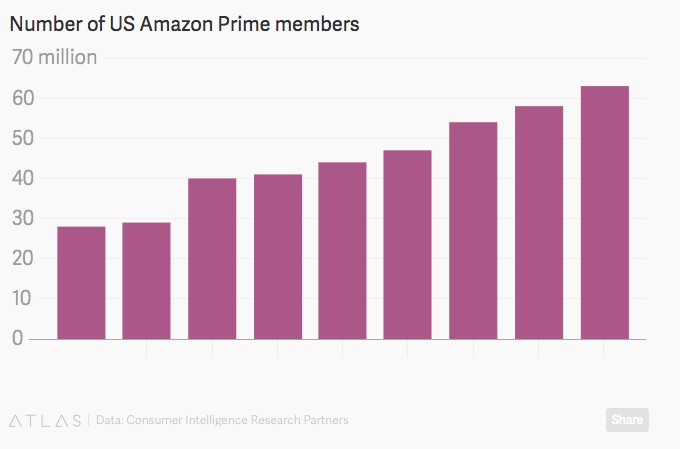 Number of US Amazon Prime members
70 million
60
50
40
30
20
10
0
ATLAS | Data: Consumer Intelligence Research Partners
Share